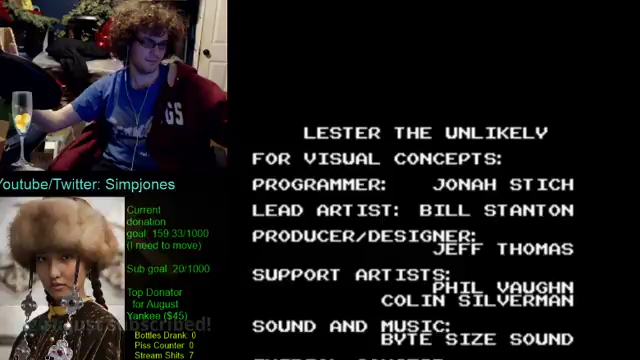 GS
Youtube/Twitter: Simpjones
Current
donation
goal: 159.33/1000
(I need to move)
Sub goal: 20/1000
Top Donator
for August
Yankee ($45)
just subscribed!
Bottles Drank: 0
Piss Counter: 0
Stream Shits: 7
LESTER THE UNLIKELY
FOR VISUAL CONCEPTS:
PROGRAMMER: JONAH STICH
LEAD ARTIST: BILL STANTON
PRODUCER/DESIGNER:
JEFF THOMAS
SUPPORT ARTISTS:
PHIL VAUGHN
COLIN SILVERMAN
SOUND AND MUSIC:
BYTE SIZE SOUND